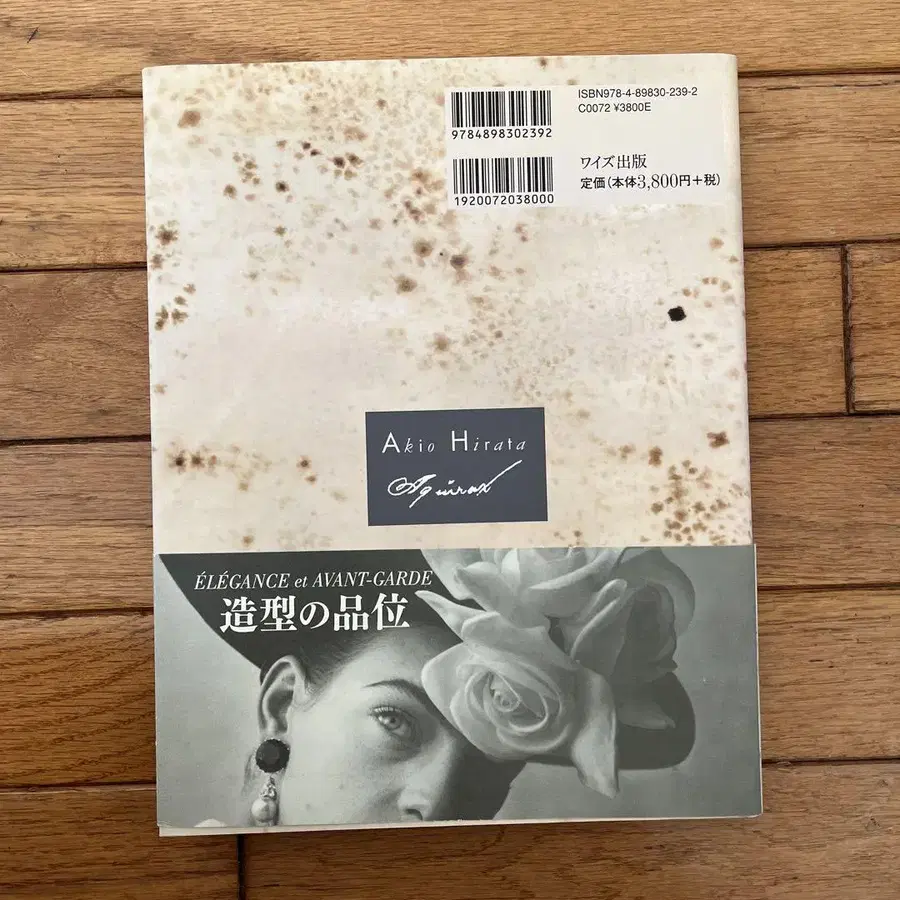 ISBN978-4-89830-239-2
C0072 ¥3800E
9784898302392
ワイズ出版
定価(本体3,800円+税)
1920072038000
Akio Hirata
Aquirax
ÉLÉGANCE et AVANT-GARDE
造型の品位